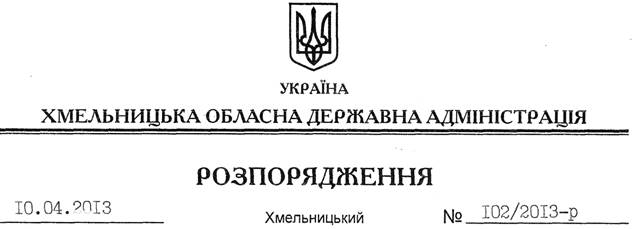 УКРАЇНА
ХМЕЛЬНИЦЬКА ОБЛАСНА ДЕРЖАВНА АДМІНІСТРАЦІЯ
РОЗПОРЯДЖЕННЯ
10.04.2013 Хмельницький № 102/2013-р